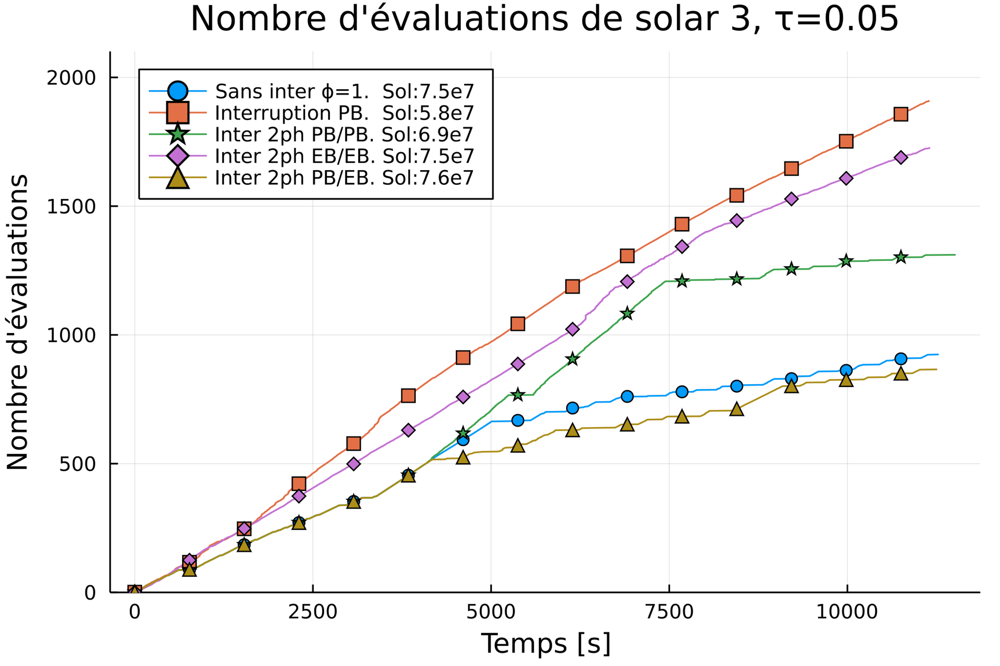 Nombre d'évaluations de solar 3, τ=0.05
Nombre d'évaluations
2000
1500
1000
500
0
Sans inter ϕ=1. Sol:7.5e7
Interruption PB. Sol:5.8e7
Inter 2ph PB/PB. Sol:6.9e7
Inter 2ph EB/EB. Sol:7.5e7
Inter 2ph PB/EB. Sol:7.6e7
0 2500 5000 7500 10000
Temps [s]